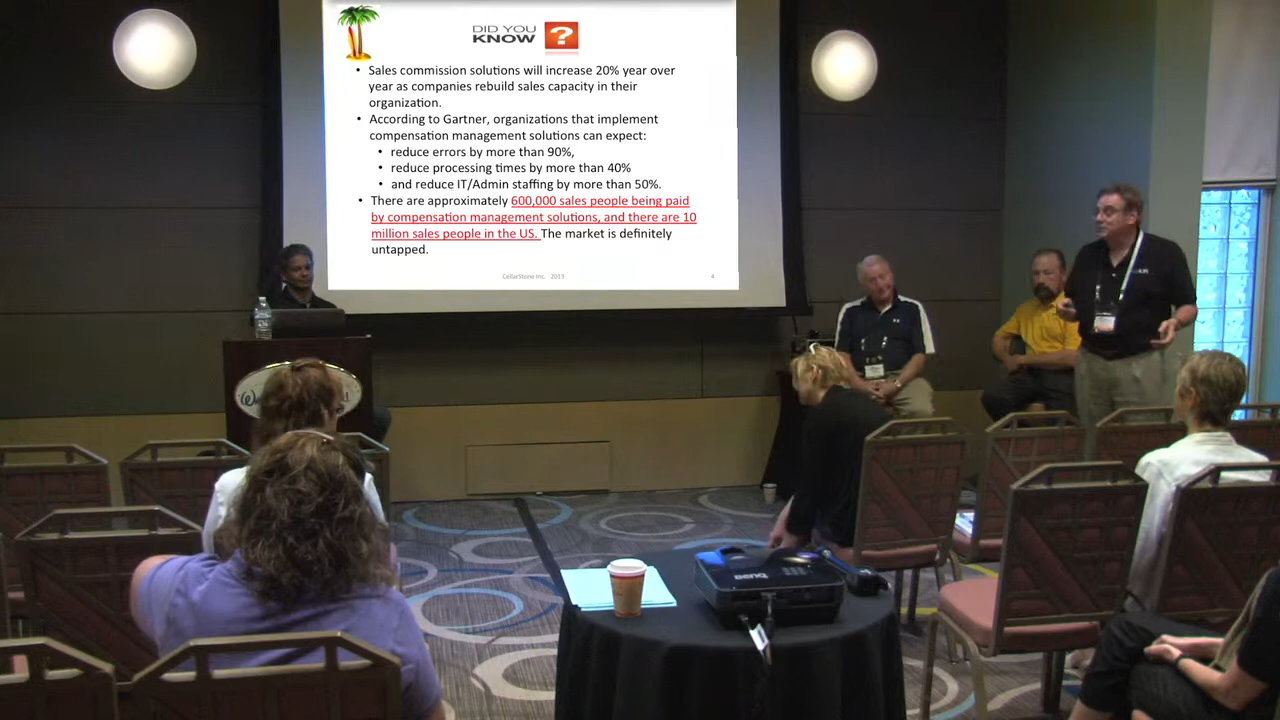 DID YOU
KNOW ?
• Sales commission solutions will increase 20% year over
year as companies rebuild sales capacity in their
organization.
• According to Gartner, organizations that implement
compensation management solutions can expect:
• reduce errors by more than 90%,
• reduce processing times by more than 40%
• and reduce IT/Admin staffing by more than 50%.
• There are approximately 600,000 sales people being paid
by compensation management solutions, and there are 10
million sales people in the US. The market is definitely
untapped.
CellarStone Inc. 2013 4
BenQ